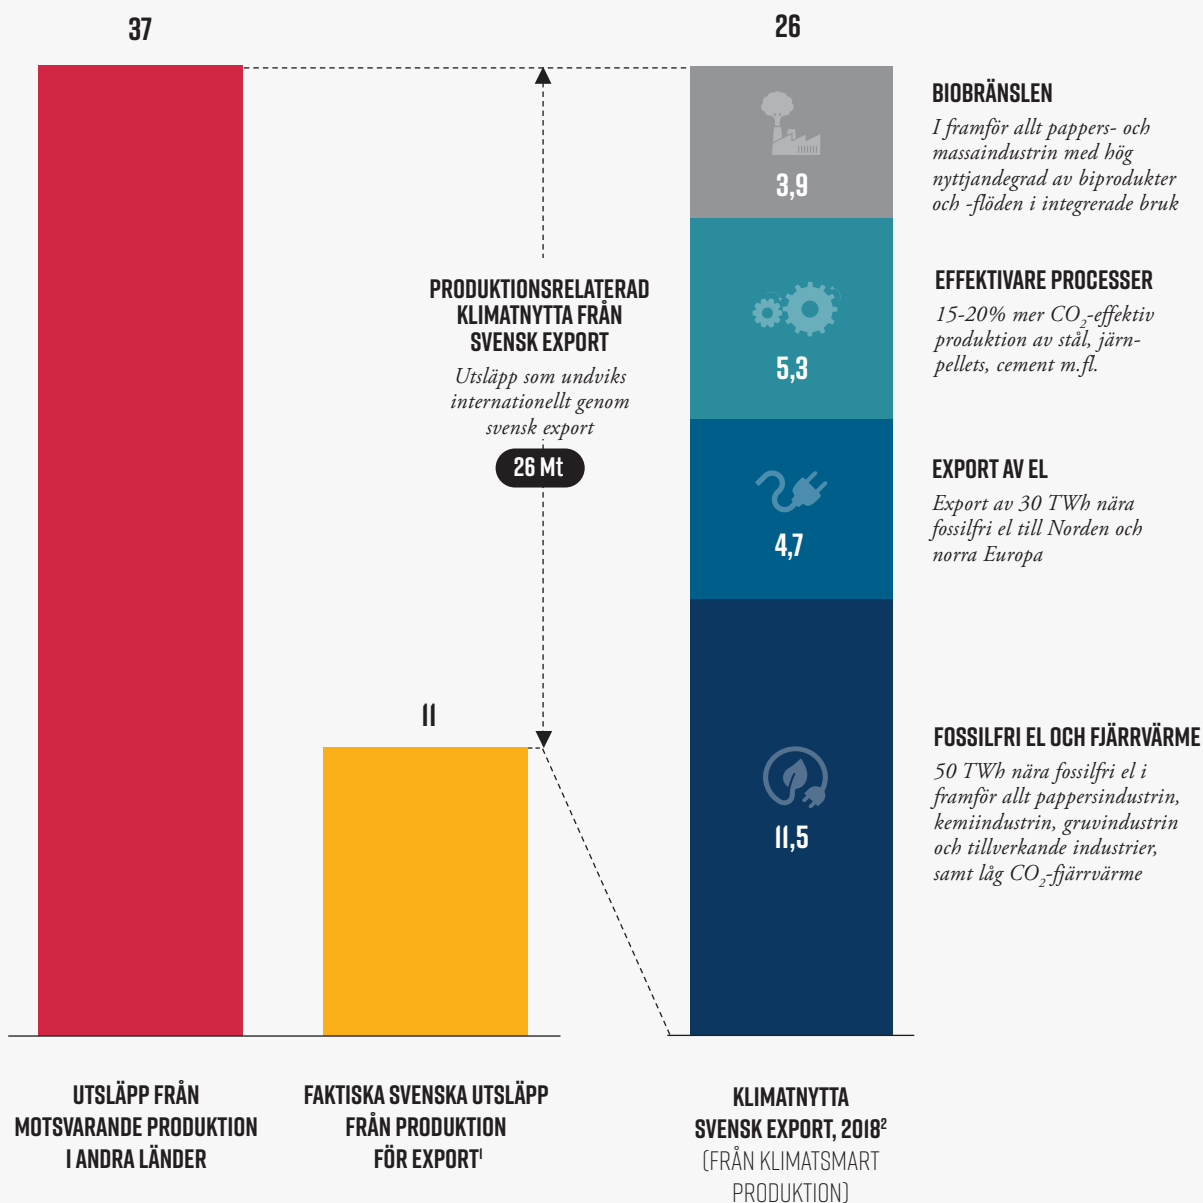 37
26
BIOBRÄNSLEN
I framför allt pappers- och
massaindustrin med hög
nyttjandegrad av biprodukter
och -flöden i integrerade bruk
3,9
EFFEKTIVARE PROCESSER
15-20% mer CO₂-effektiv
produktion av stål, järn-
pellets, cement m.fl.
5,3
PRODUKTIONSRELATERAD
KLIMATNYTTA FRÅN
SVENSK EXPORT
Utsläpp som undviks
internationellt genom
svensk export
26 Mt
EXPORT AV EL
Export av 30 TWh nära
fossilfri el till Norden och
norra Europa
4,7
11
FOSSILFRI EL OCH FJÄRRVÄRME
50 TWh nära fossilfri el i
framför allt pappersindustrin,
kemiindustrin, gruvindustrin
och tillverkande industrier,
samt låg CO₂-fjärrvärme
11,5
UTSLÄPP FRÅN
MOTSVARANDE PRODUKTION
I ANDRA LÄNDER
FAKTISKA SVENSKA UTSLÄPP
FRÅN PRODUKTION
FÖR EXPORT¹
KLIMATNYTTA
SVENSK EXPORT, 2018²
(FRÅN KLIMATSMART
PRODUKTION)